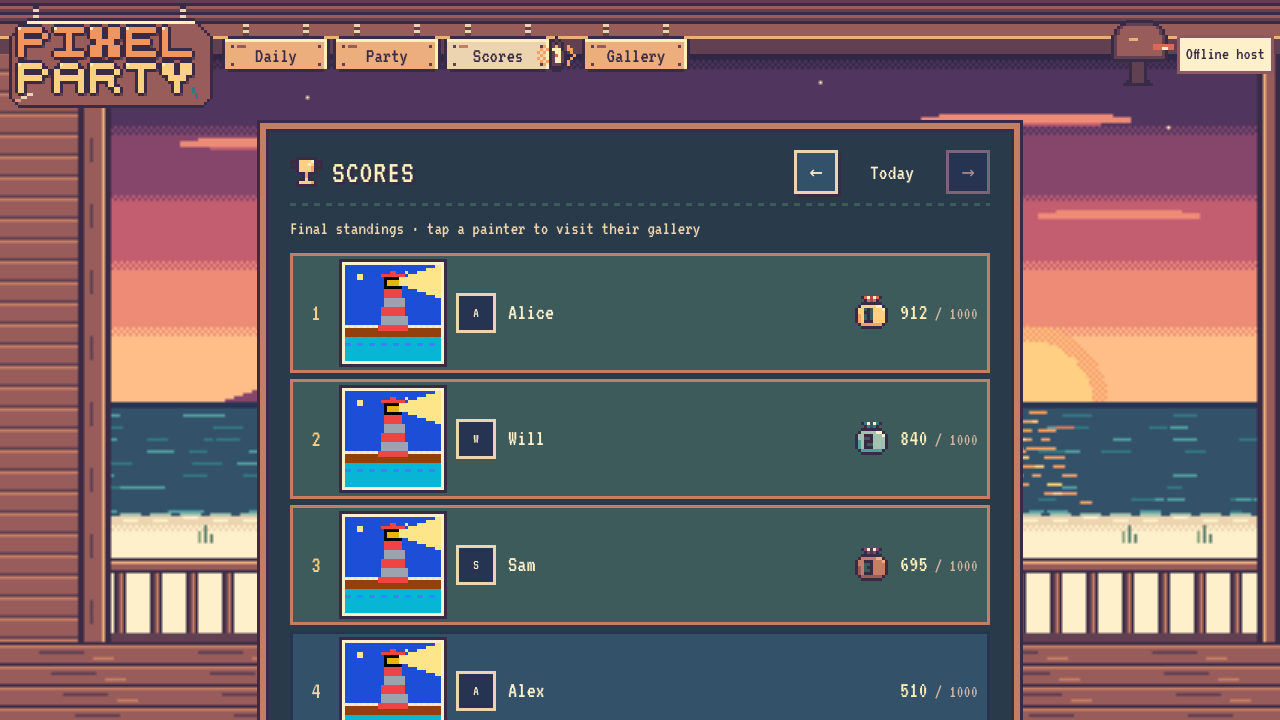 PIXEL
PARTY
Daily
Party
Scores
Gallery
Offline host
SCORES
←
Today
→
Final standings · tap a painter to visit their gallery
1
A
Alice
912 / 1000
2
W
Will
840 / 1000
3
S
Sam
695 / 1000
4
A
Alex
510 / 1000